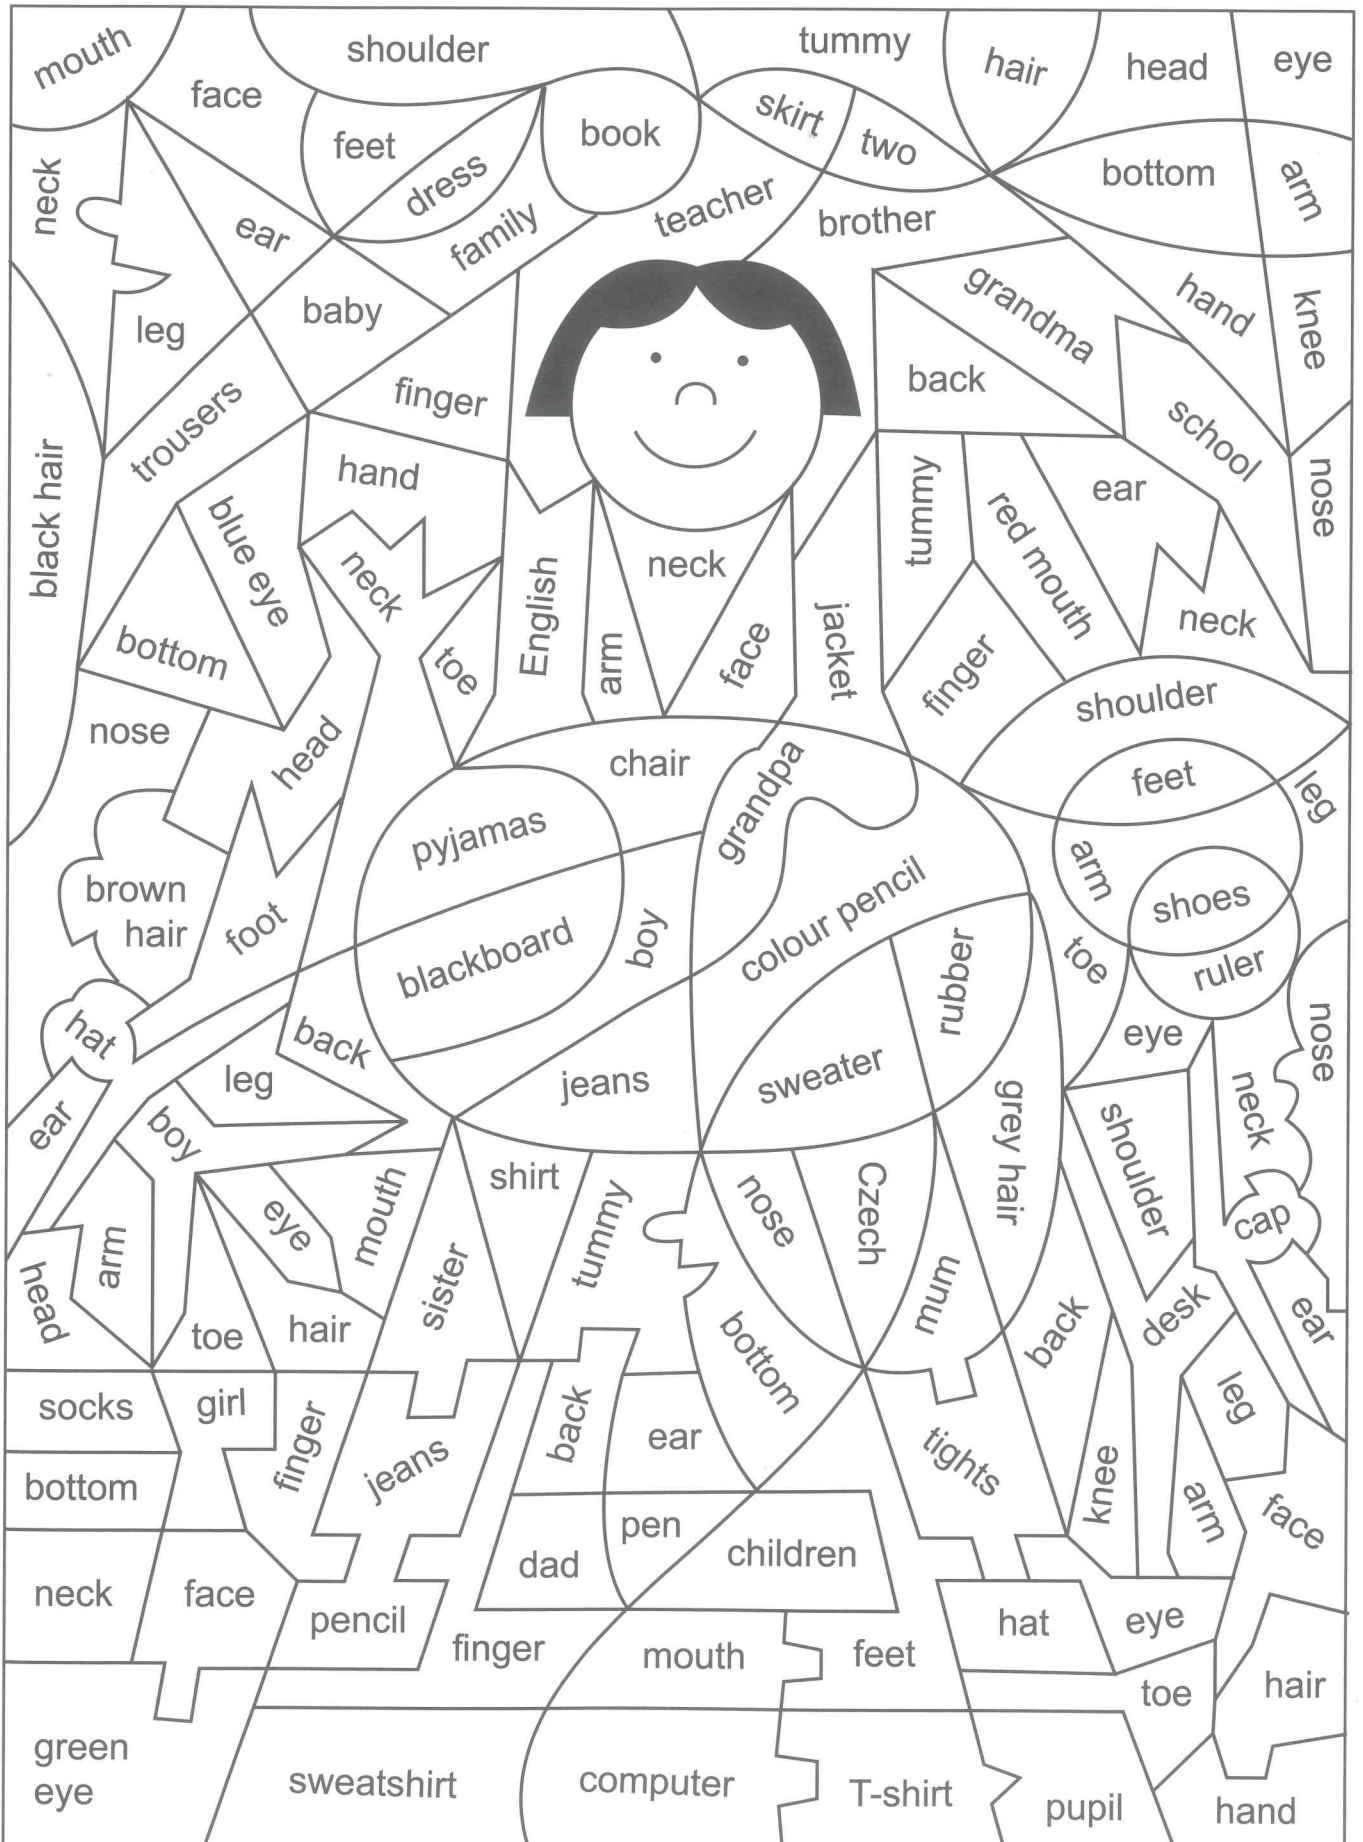 mouth
face
shoulder
tummy
hair
head
eye
feet
book
skirt
two
dress
neck
ear
family
teacher
brother
bottom
arm
leg
baby
grandma
hand
knee
trousers
finger
back
school
black hair
hand
blue eye
neck
bottom
toe
English
arm
neck
face
jacket
tummy
red mouth
ear
nose
finger
neck
shoulder
nose
head
chair
grandpa
feet
leg
pyjamas
brown
hair
foot
blackboard
boy
colour pencil
arm
shoes
rubber
toe
ruler
hat
back
eye
nose
leg
jeans
sweater
grey hair
ear
boy
shoulder
neck
arm
eye
mouth
shirt
tummy
nose
Czech
cap
head
toe
hair
sister
bottom
mum
back
desk
ear
socks
girl
finger
jeans
back
ear
tights
knee
leg
bottom
arm
face
neck
face
pencil
dad
pen
children
hat
eye
finger
mouth
feet
toe
hair
green
eye
sweatshirt
computer
T-shirt
pupil
hand